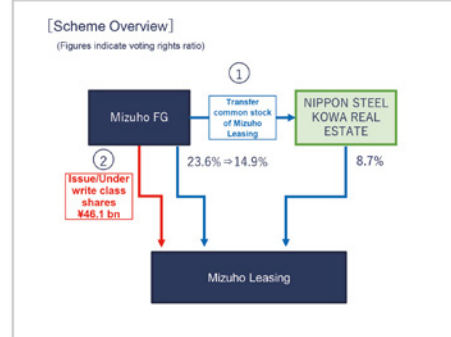 [Scheme Overview]
(Figures indicate voting rights ratio)
①
Transfer
common stock
of Mizuho
Leasing
Mizuho FG
NIPPON STEEL
KOWA REAL
ESTATE
②
Issue/Under
write class
shares
¥46.1 bn
23.6%⇒14.9%
8.7%
Mizuho Leasing